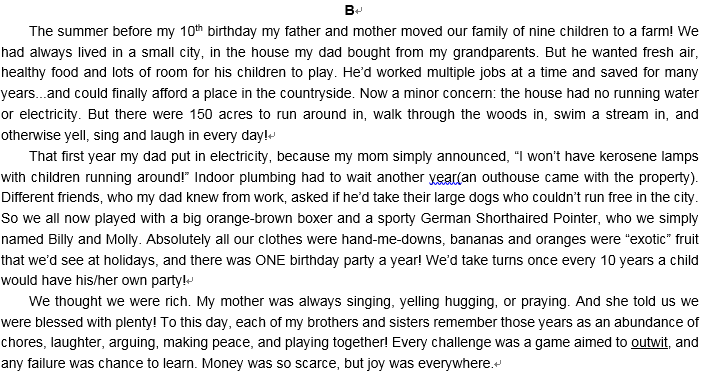 B
The summer before my 10th birthday my father and mother moved our family of nine children to a farm! We
had always lived in a small city, in the house my dad bought from my grandparents. But he wanted fresh air,
healthy food and lots of room for his children to play. He’d worked multiple jobs at a time and saved for many
years...and could finally afford a place in the countryside. Now a minor concern: the house had no running water
or electricity. But there were 150 acres to run around in, walk through the woods in, swim a stream in, and
otherwise yell, sing and laugh in every day!
That first year my dad put in electricity, because my mom simply announced, “I won’t have kerosene lamps
with children running around!” Indoor plumbing had to wait another year(an outhouse came with the property).
Different friends, who my dad knew from work, asked if he’d take their large dogs who couldn’t run free in the city.
So we all now played with a big orange-brown boxer and a sporty German Shorthaired Pointer, who we simply
named Billy and Molly. Absolutely all our clothes were hand-me-downs, bananas and oranges were “exotic” fruit
that we’d see at holidays, and there was ONE birthday party a year! We’d take turns once every 10 years a child
would have his/her own party!
We thought we were rich. My mother was always singing, yelling hugging, or praying. And she told us we
were blessed with plenty! To this day, each of my brothers and sisters remember those years as an abundance of
chores, laughter, arguing, making peace, and playing together! Every challenge was a game aimed to outwit, and
any failure was chance to learn. Money was so scarce, but joy was everywhere.